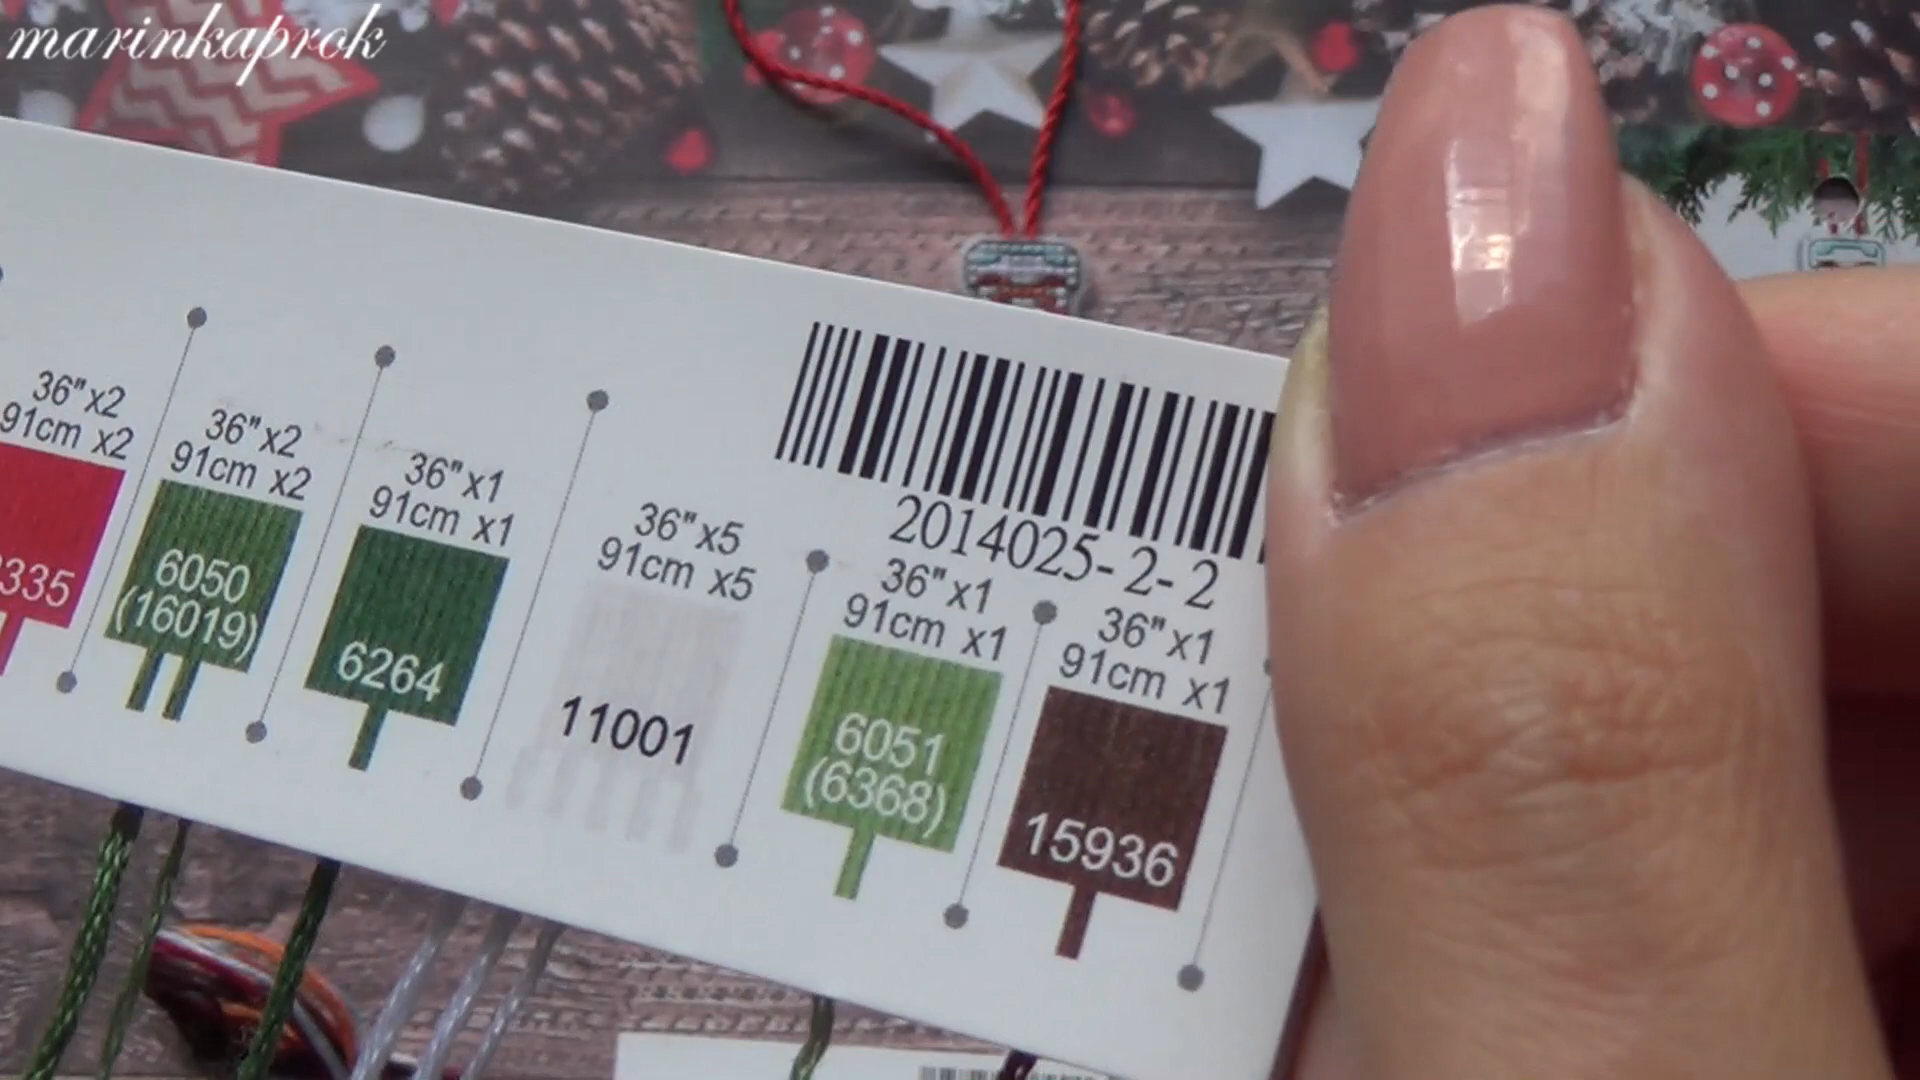 marinkaprok
36"x2
91cm x2
335
36"x2
91cm x2
6050
(16019)
36"x1
91cm x1
6264
36"x5
91cm x5
11001
2014025-2-2
36"x1
91cm x1
6051
(6368)
36"x1
91cm x1
15936